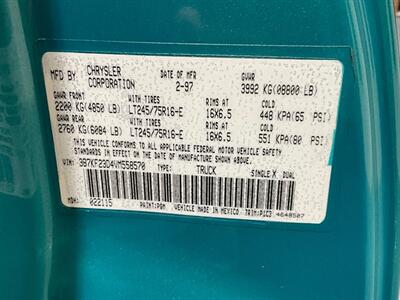 MFD BY CHRYSLER CORPORATION DATE OF MFR 2-97 GVWR 3992 KG(08800 LB)
GAWR FRONT WITH TIRES RIMS AT COLD
2200 KG(4850 LB) LT245/75R16-E 16X6.5 448 KPA(65 PSI)
GAWR REAR WITH TIRES RIMS AT COLD
2760 KG(6084 LB) LT245/75R16-E 16X6.5 551 KPA(80 PSI)
THIS VEHICLE CONFORMS TO ALL APPLICABLE FEDERAL MOTOR VEHICLE SAFETY
STANDARDS IN EFFECT ON THE DATE OF MANUFACTURE SHOWN ABOVE
VIN: 3B7KF23D4VM558570 TYPE: TRUCK SINGLE X DUAL
MDH: 022115 PAINT:PQM VEHICLE MADE IN MEXICO TRIM:P1C3 4648507